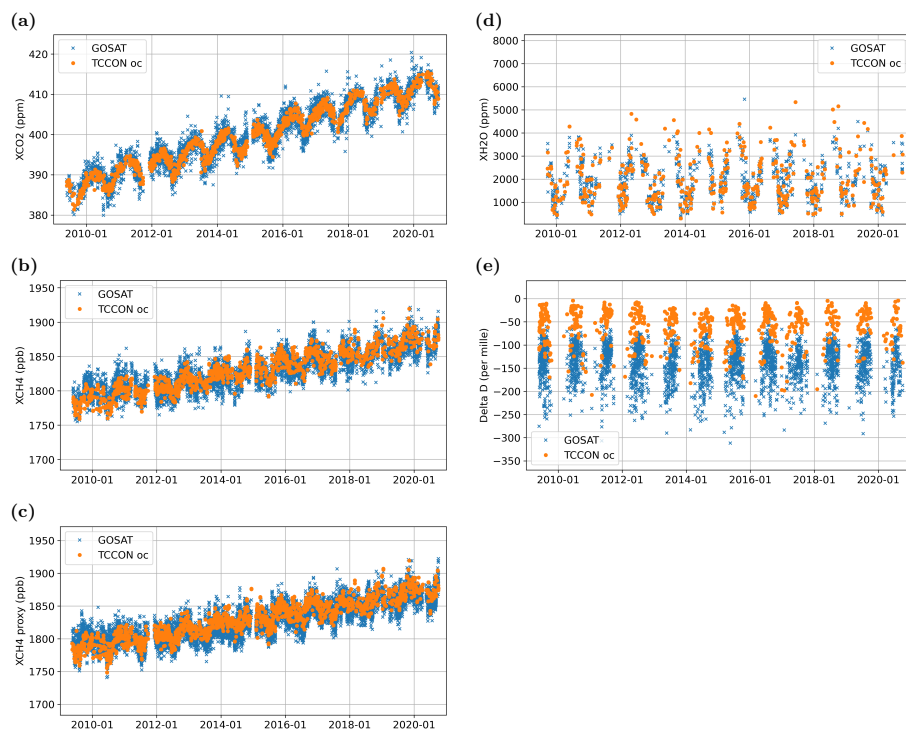 (a)
GOSAT
TCCON oc
XCO2 (ppm)
420
410
400
390
380
2010-01 2012-01 2014-01 2016-01 2018-01 2020-01
(b)
GOSAT
TCCON oc
XCH4 (ppb)
1950
1900
1850
1800
1750
1700
2010-01 2012-01 2014-01 2016-01 2018-01 2020-01
(c)
GOSAT
TCCON oc
XCH4 proxy (ppb)
1950
1900
1850
1800
1750
1700
2010-01 2012-01 2014-01 2016-01 2018-01 2020-01
(d)
GOSAT
TCCON oc
XH2O (ppm)
8000
7000
6000
5000
4000
3000
2000
1000
2010-01 2012-01 2014-01 2016-01 2018-01 2020-01
(e)
GOSAT
TCCON oc
Delta D (per mille)
0
−50
−100
−150
−200
−250
−300
−350
2010-01 2012-01 2014-01 2016-01 2018-01 2020-01